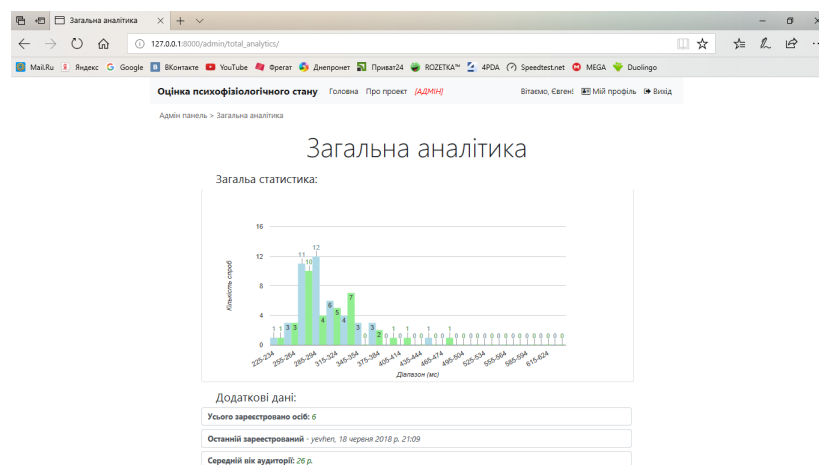 Загальна аналітика
127.0.0.1:8000/admin/total_analytics/
Mail.Ru Яндекс Google ВКонтакте YouTube Фрегат Днепронет Приват24 ROZETKA™ 4PDA Speedtest.net MEGA Duolingo
Оцінка психофізіологічного стану Головна Про проект [АДМІН] Вітаємо, Євген! Мій профіль Вихід
Адмін панель > Загальна аналітика
Загальна аналітика
Загальа статистика:
16
12
8
4
0
Кількість спроб
1 1 3 3 11 10 12 4 6 5 4 7 3 0 3 2 0 1 0 1 0 0 1 0 0 1 0 0 0 0 0 0 0 0 0 0 0 0 0 0 0 0
225-234 255-264 285-294 315-324 345-354 375-384 405-414 435-444 465-474 495-504 525-534 555-564 585-594 615-624
Діапазон (мс)
Додаткові дані:
Усього зареєстровано осіб: 6
Останній зареєстрований - yevhen, 18 червня 2018 р. 21:09
Середній вік аудиторії: 26 р.